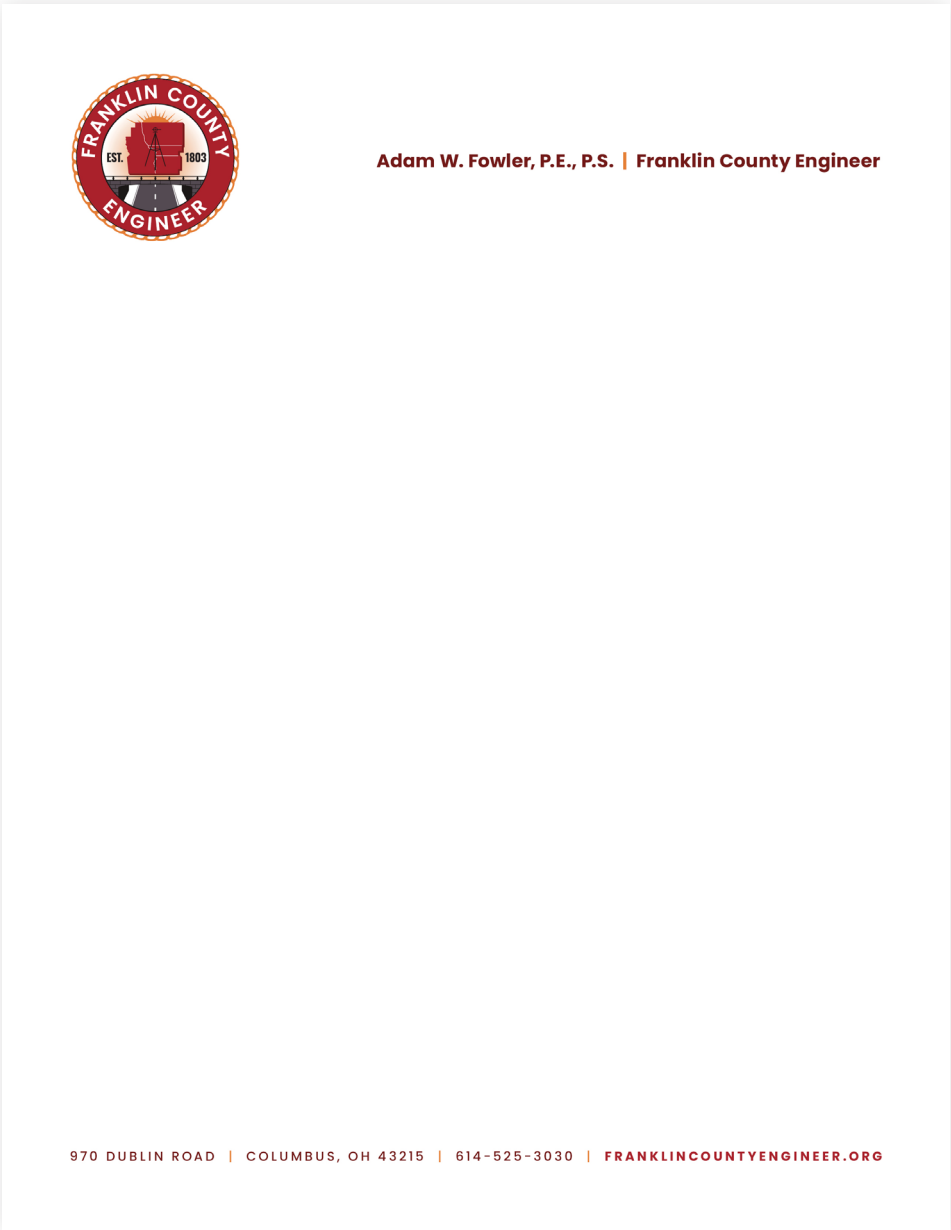 FRANKLIN COUNTY
EST. 1803
ENGINEER
Adam W. Fowler, P.E., P.S. | Franklin County Engineer
970 DUBLIN ROAD | COLUMBUS, OH 43215 | 614-525-3030 | FRANKLINCOUNTYENGINEER.ORG